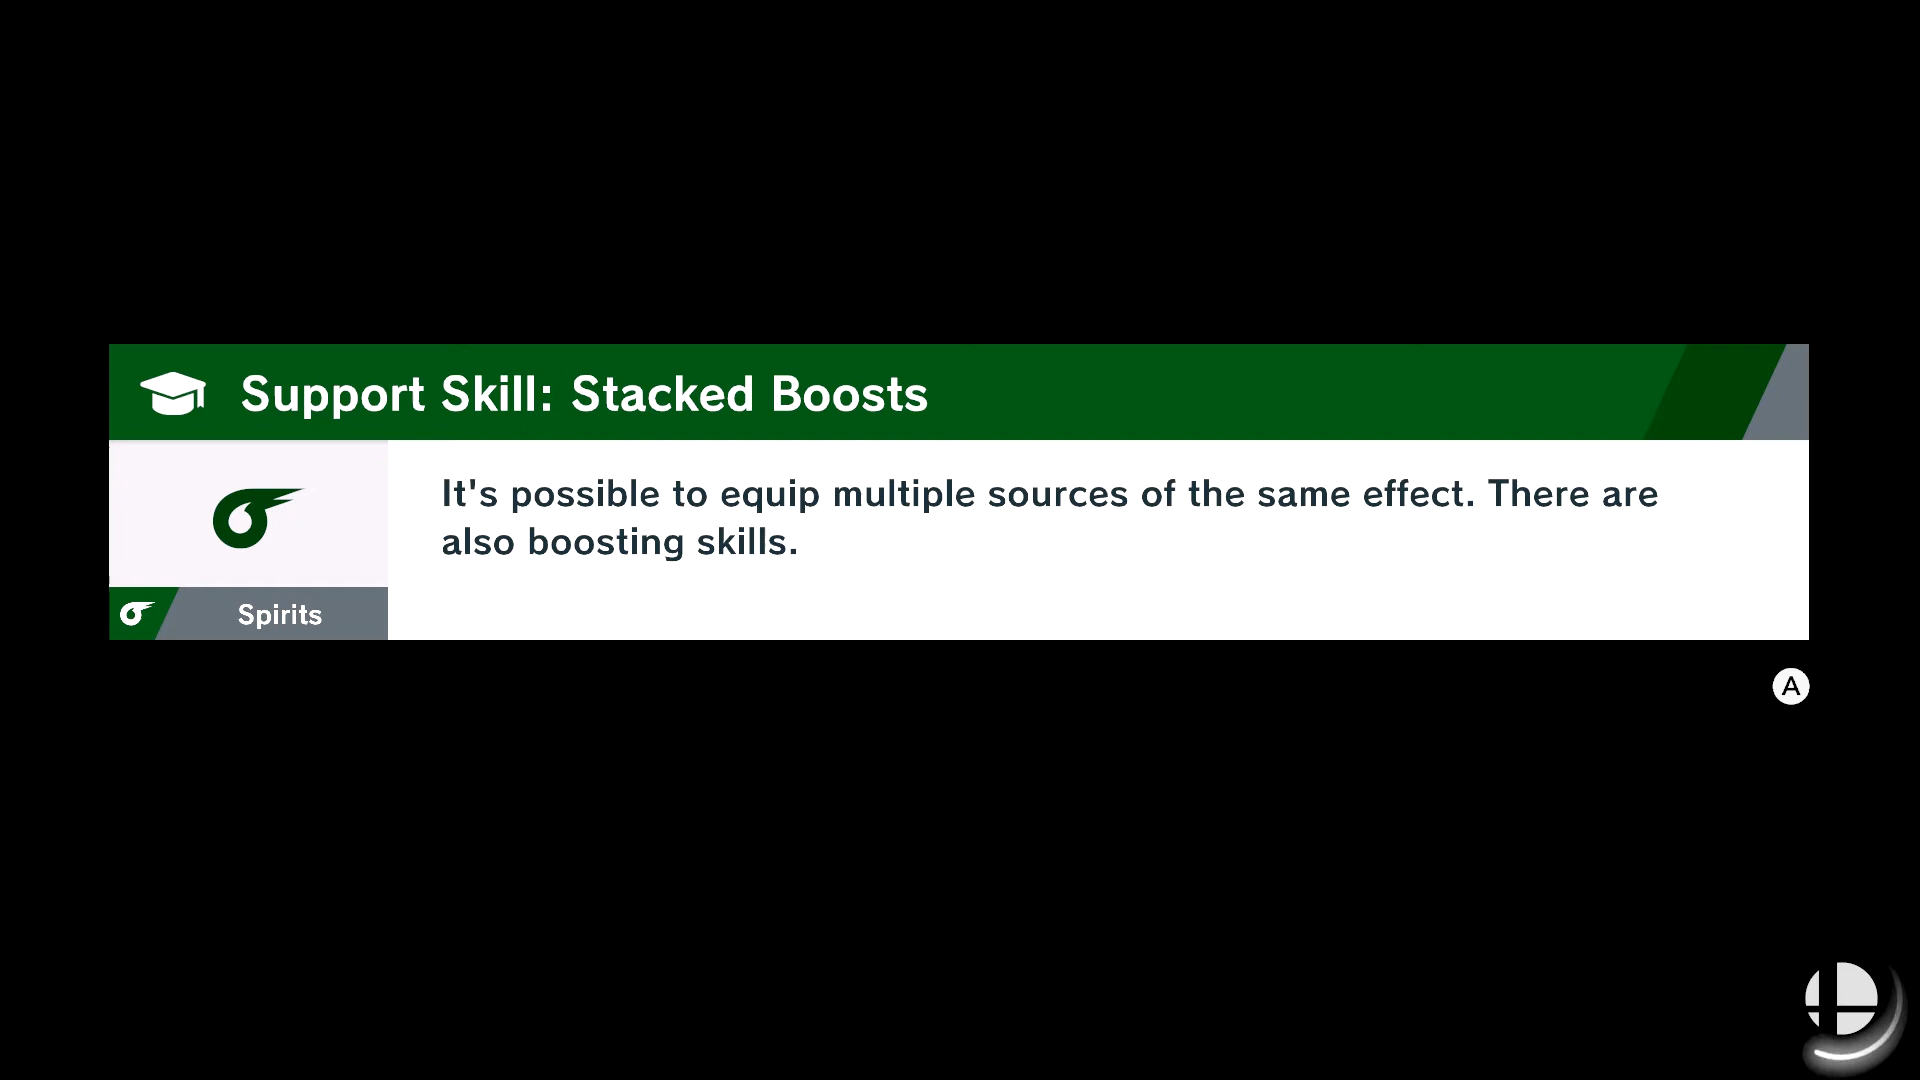 Support Skill: Stacked Boosts
It's possible to equip multiple sources of the same effect. There are
also boosting skills.
Spirits
A